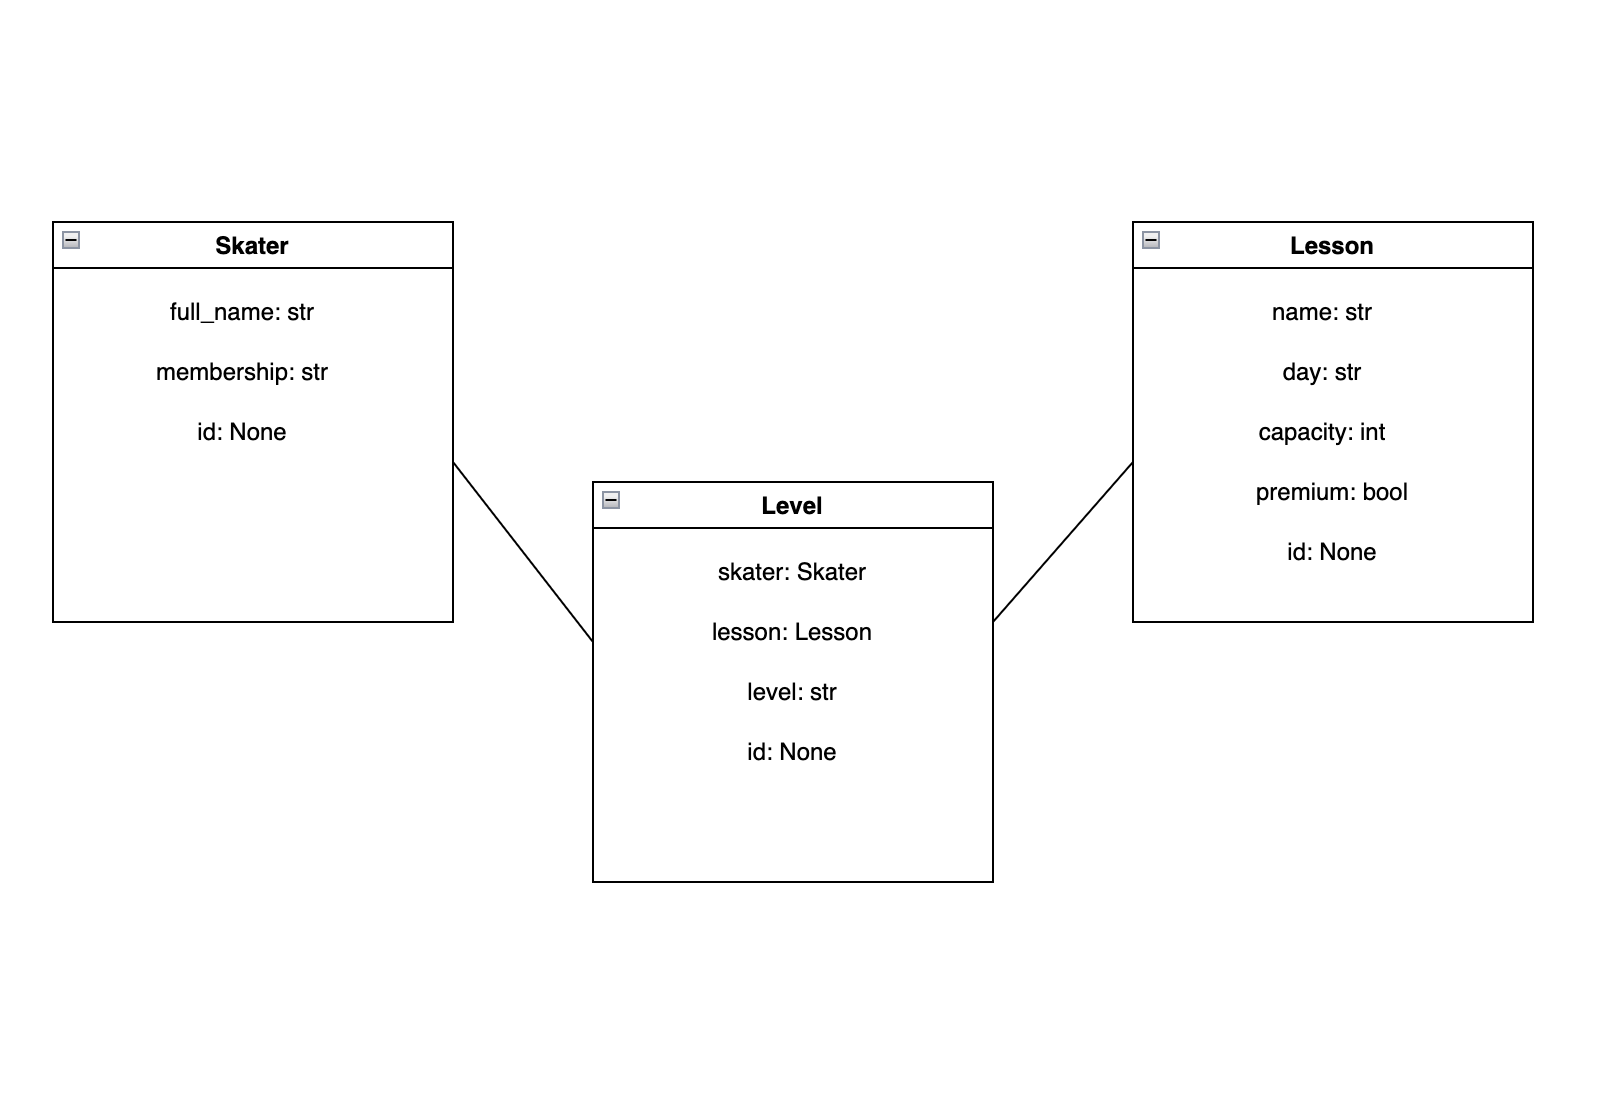 Skater
full_name: str
membership: str
id: None
Level
skater: Skater
lesson: Lesson
level: str
id: None
Lesson
name: str
day: str
capacity: int
premium: bool
id: None